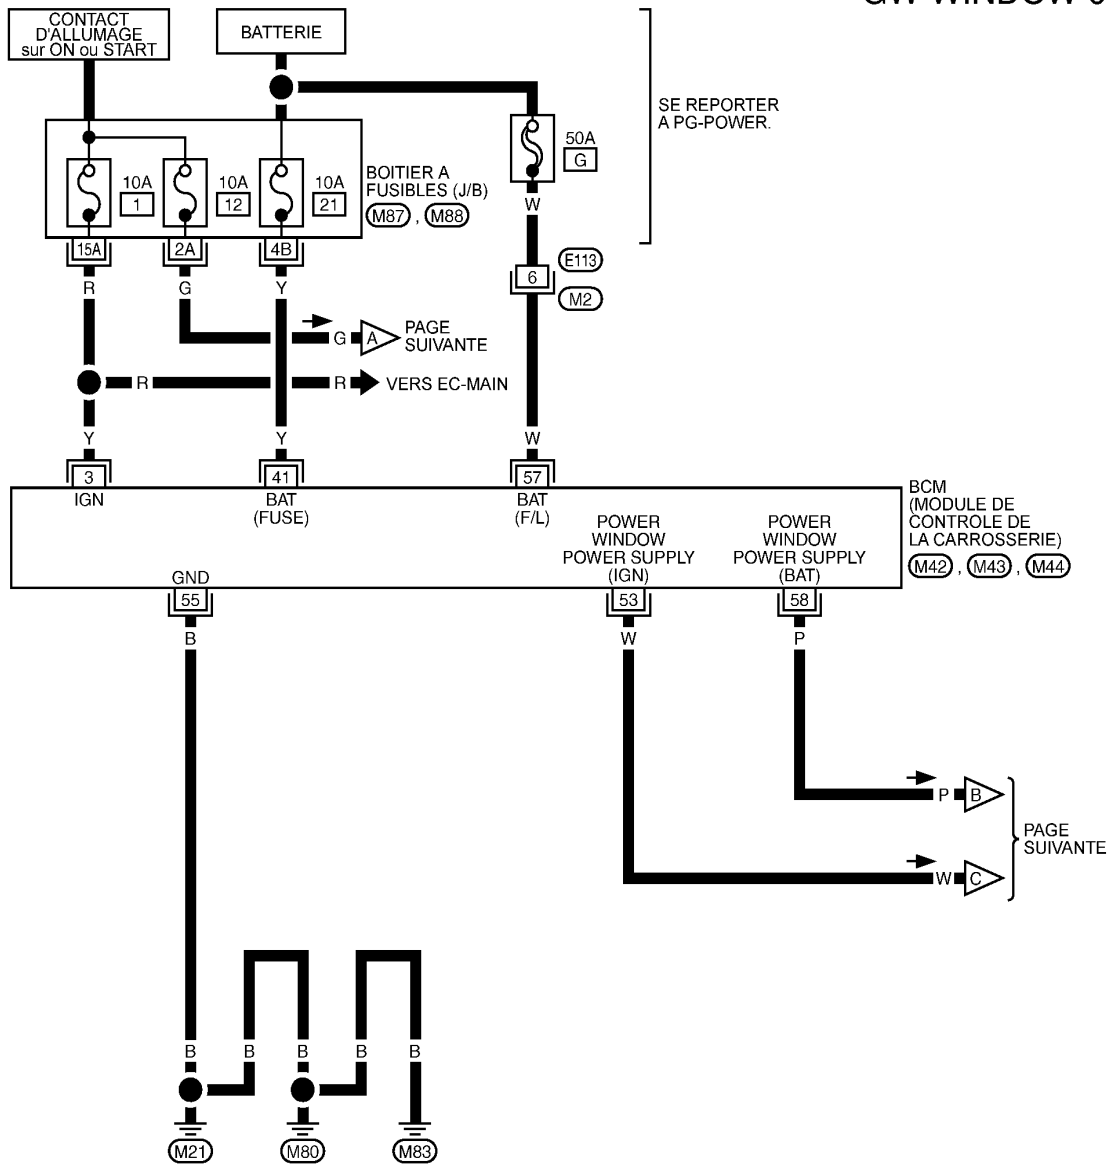 CONTACT
D'ALLUMAGE
sur ON ou START
BATTERIE
SE REPORTER
A PG-POWER.
10A
1
10A
12
10A
21
BOITIER A
FUSIBLES (J/B)
M87 , M88
50A
G
W
15A
2A
4B
R
G
Y
6
E113
M2
G
A
PAGE
SUIVANTE
R
R
VERS EC-MAIN
Y
Y
W
3
41
57
IGN
BAT
(FUSE)
BAT
(F/L)
BCM
(MODULE DE
CONTROLE DE
LA CARROSSERIE)
M42 , M43 , M44
POWER
WINDOW
POWER SUPPLY
(IGN)
POWER
WINDOW
POWER SUPPLY
(BAT)
GND
55
53
58
B
W
P
P
B
W
C
PAGE
SUIVANTE
B
B
B
B
B
M21
M80
M83